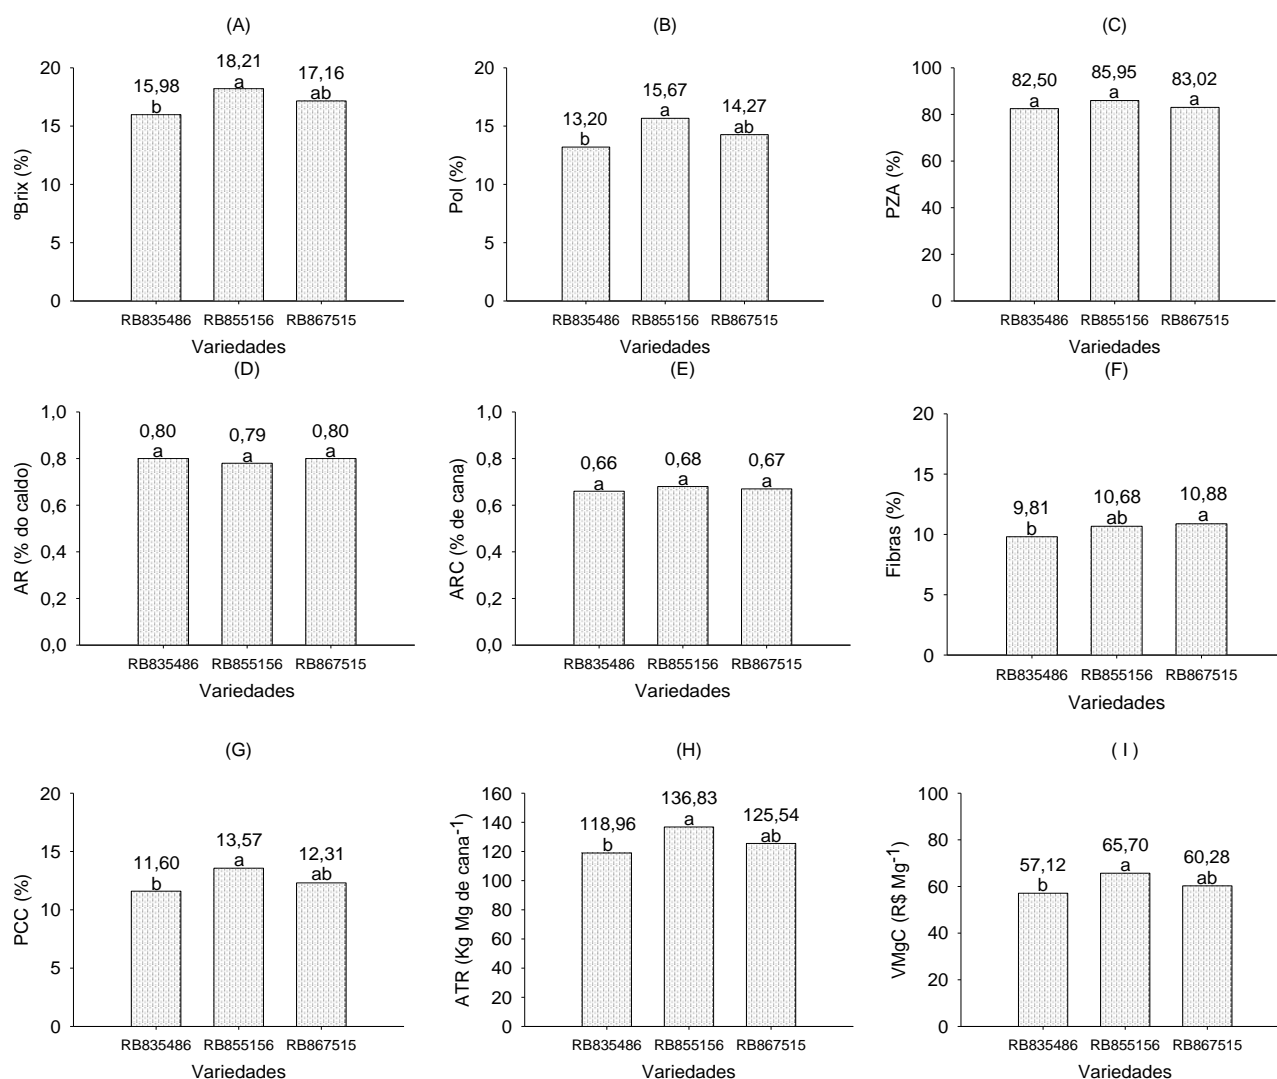 (A)
ºBrix (%)
20
15
10
5
0
15,98
b
18,21
a
17,16
ab
RB835486 RB855156 RB867515
Variedades
(B)
Pol (%)
20
15
10
5
0
13,20
b
15,67
a
14,27
ab
RB835486 RB855156 RB867515
Variedades
(C)
PZA (%)
100
80
60
40
20
0
82,50
a
85,95
a
83,02
a
RB835486 RB855156 RB867515
Variedades
(D)
AR (% do caldo)
1,0
0,8
0,6
0,4
0,2
0,0
0,80
a
0,79
a
0,80
a
RB835486 RB855156 RB867515
Variedades
(E)
ARC (% de cana)
1,0
0,8
0,6
0,4
0,2
0,0
0,66
a
0,68
a
0,67
a
RB835486 RB855156 RB867515
Variedades
(F)
Fibras (%)
20
15
10
5
0
9,81
b
10,68
ab
10,88
a
RB835486 RB855156 RB867515
Variedades
(G)
PCC (%)
20
15
10
5
0
11,60
b
13,57
a
12,31
ab
RB835486 RB855156 RB867515
Variedades
(H)
ATR (Kg Mg de cana⁻¹)
160
140
120
100
80
60
40
20
0
118,96
b
136,83
a
125,54
ab
RB835486 RB855156 RB867515
Variedades
( I )
VMgC (R$ Mg⁻¹)
100
80
60
40
20
0
57,12
b
65,70
a
60,28
ab
RB835486 RB855156 RB867515
Variedades